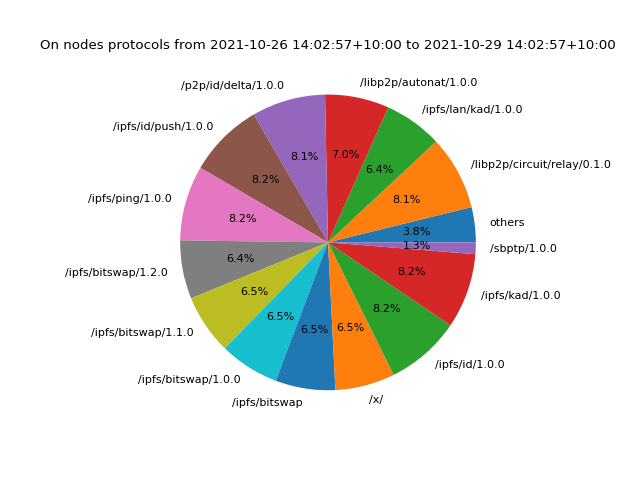 On nodes protocols from 2021-10-26 14:02:57+10:00 to 2021-10-29 14:02:57+10:00
/libp2p/autonat/1.0.0
/p2p/id/delta/1.0.0
/ipfs/lan/kad/1.0.0
/ipfs/id/push/1.0.0
7.0%
8.1%
/libp2p/circuit/relay/0.1.0
6.4%
8.2%
/ipfs/ping/1.0.0
8.1%
8.2%
others
3.8%
1.3%
/sbptp/1.0.0
6.4%
/ipfs/bitswap/1.2.0
8.2%
6.5%
/ipfs/kad/1.0.0
8.2%
6.5%
6.5%
6.5%
/ipfs/bitswap/1.1.0
/ipfs/id/1.0.0
/ipfs/bitswap/1.0.0
/ipfs/bitswap
/x/